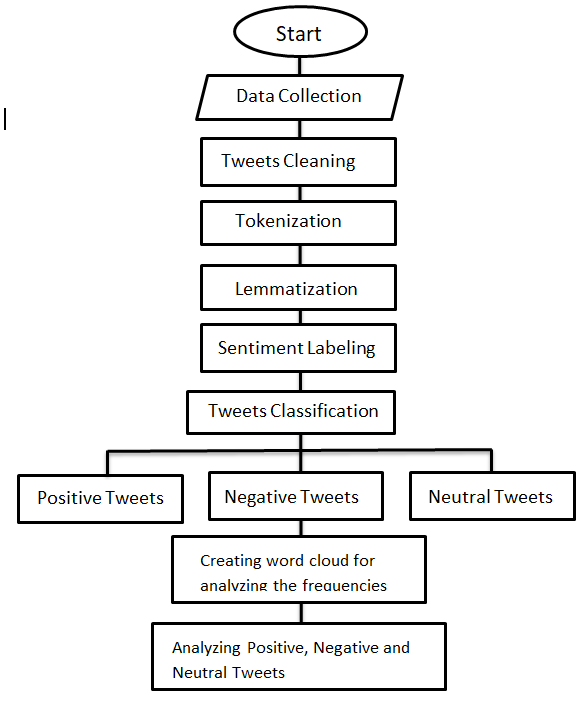 Start
Data Collection
Tweets Cleaning
Tokenization
Lemmatization
Sentiment Labeling
Tweets Classification
Positive Tweets
Negative Tweets
Neutral Tweets
Creating word cloud for
analyzing the frequencies
Analyzing Positive, Negative and
Neutral Tweets